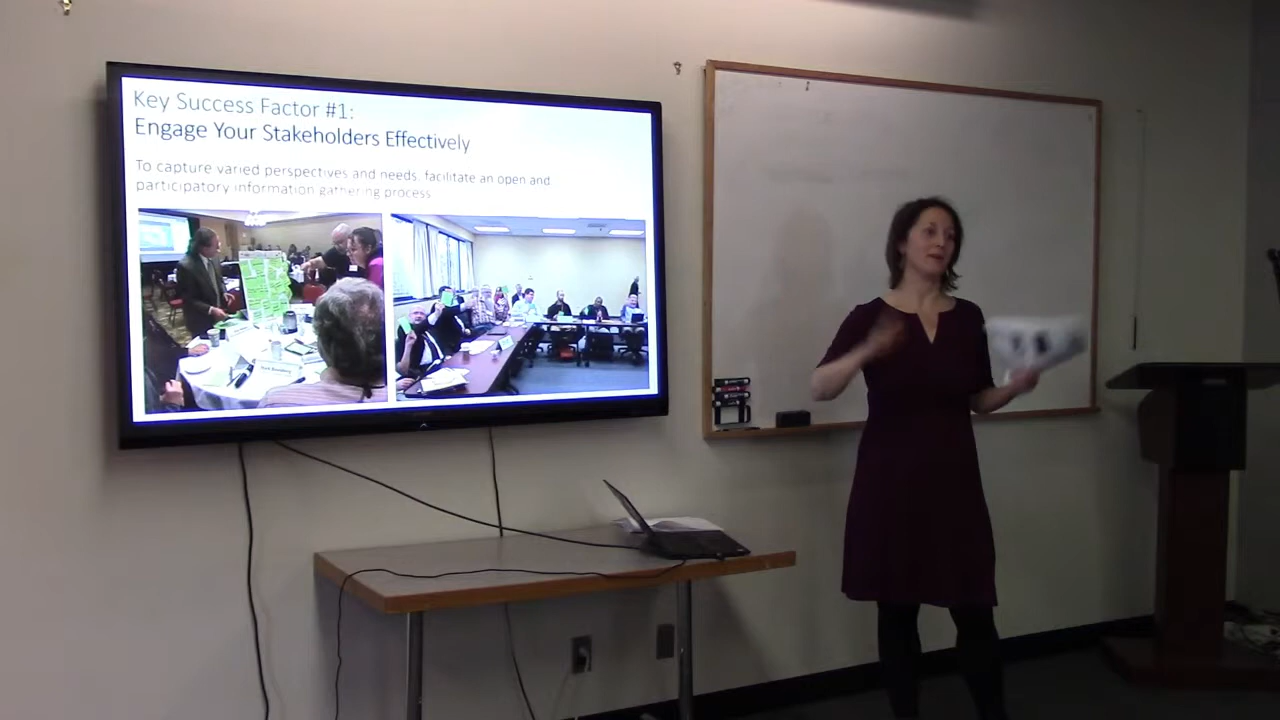 Key Success Factor #1:
Engage Your Stakeholders Effectively
To capture varied perspectives and needs, facilitate an open and
participatory information gathering process